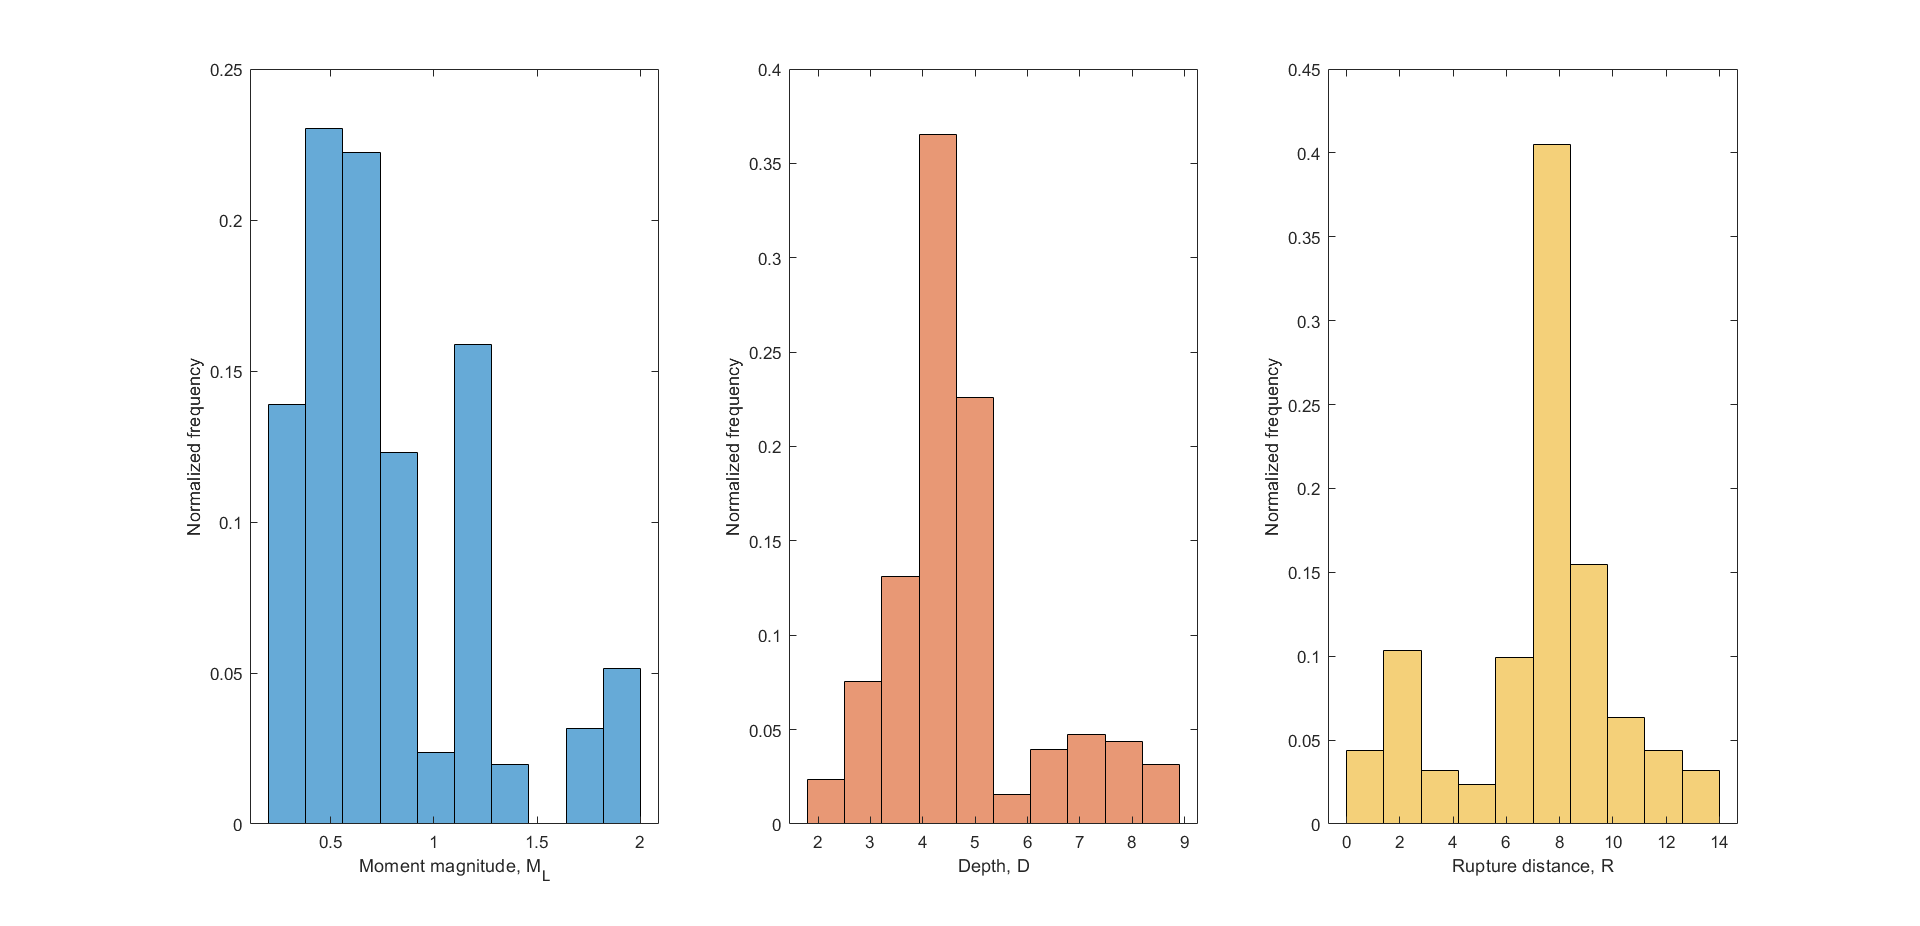 0.25
0.2
0.15
0.1
0.05
0
0.5 1 1.5 2
Normalized frequency
Moment magnitude, M_L
0.4
0.35
0.3
0.25
0.2
0.15
0.1
0.05
0
2 3 4 5 6 7 8 9
Normalized frequency
Depth, D
0.45
0.4
0.35
0.3
0.25
0.2
0.15
0.1
0.05
0
0 2 4 6 8 10 12 14
Normalized frequency
Rupture distance, R